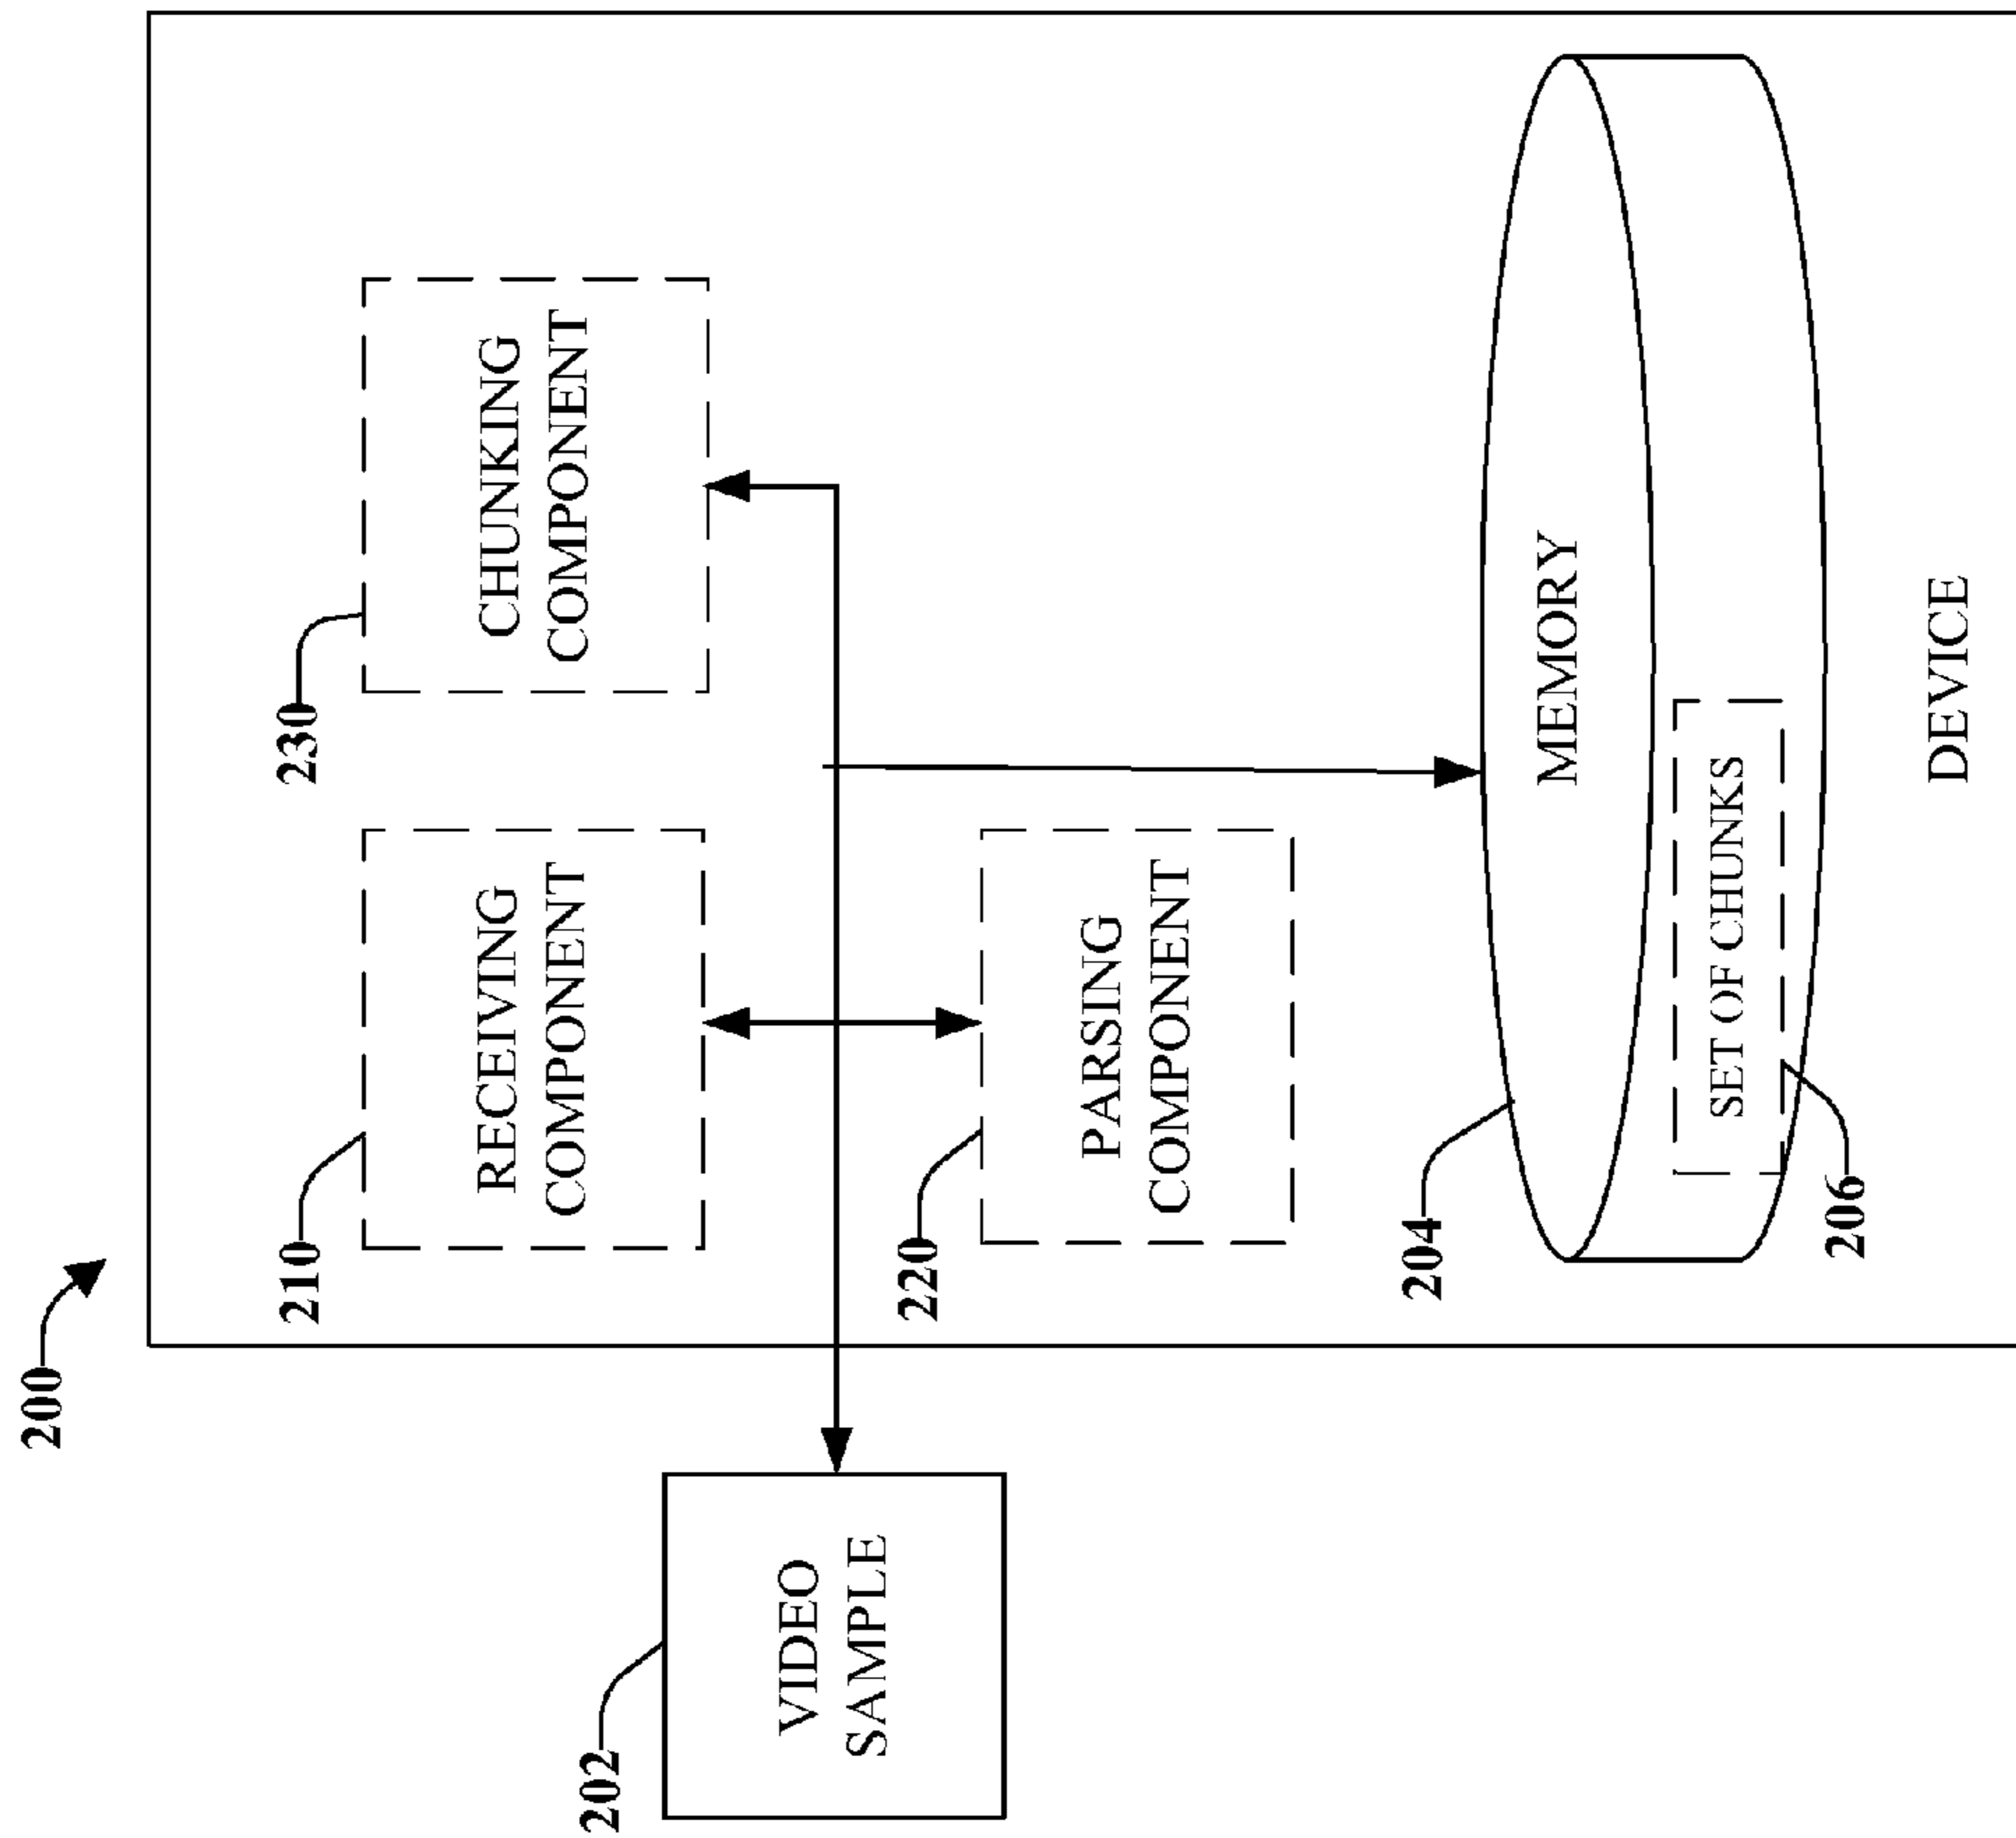 200
202
VIDEO
SAMPLE
210
RECEIVING
COMPONENT
230
CHUNKING
COMPONENT
220
PARSING
COMPONENT
204
MEMORY
SET OF CHUNKS
206
DEVICE